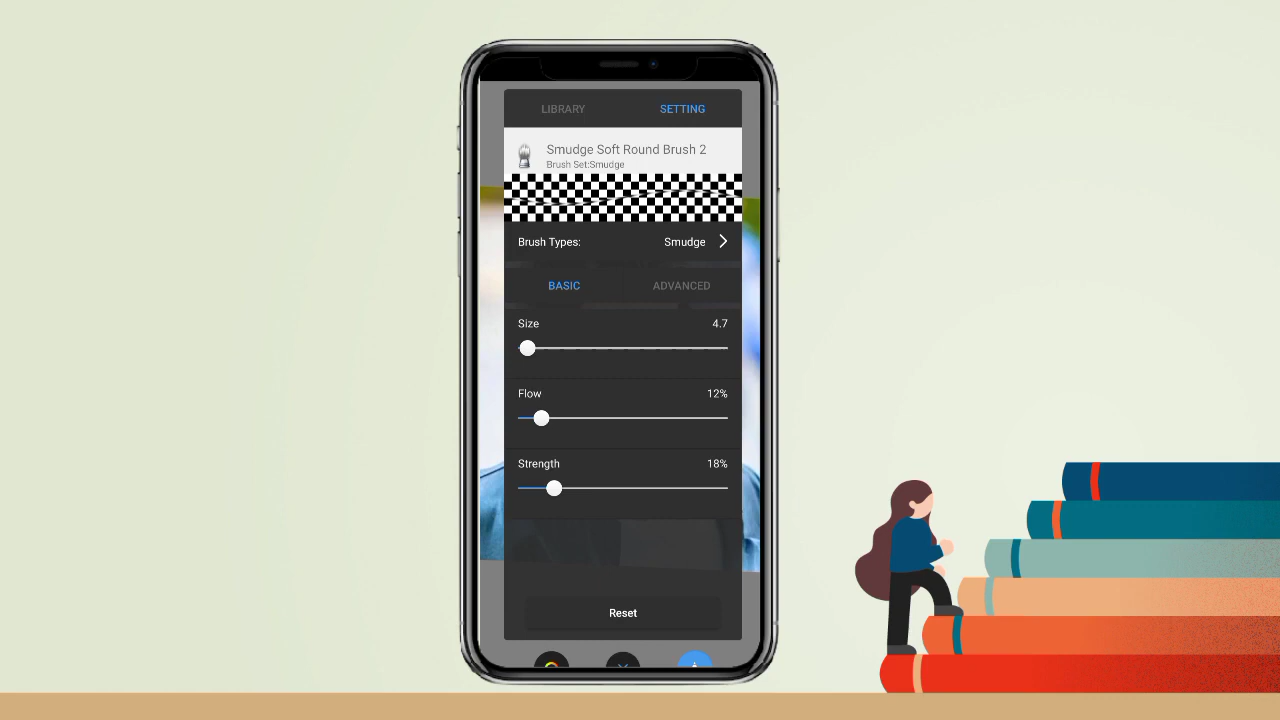 LIBRARY SETTING
Smudge Soft Round Brush 2
Brush Set:Smudge
Brush Types: Smudge
BASIC ADVANCED
Size 4.7
Flow 12%
Strength 18%
Reset